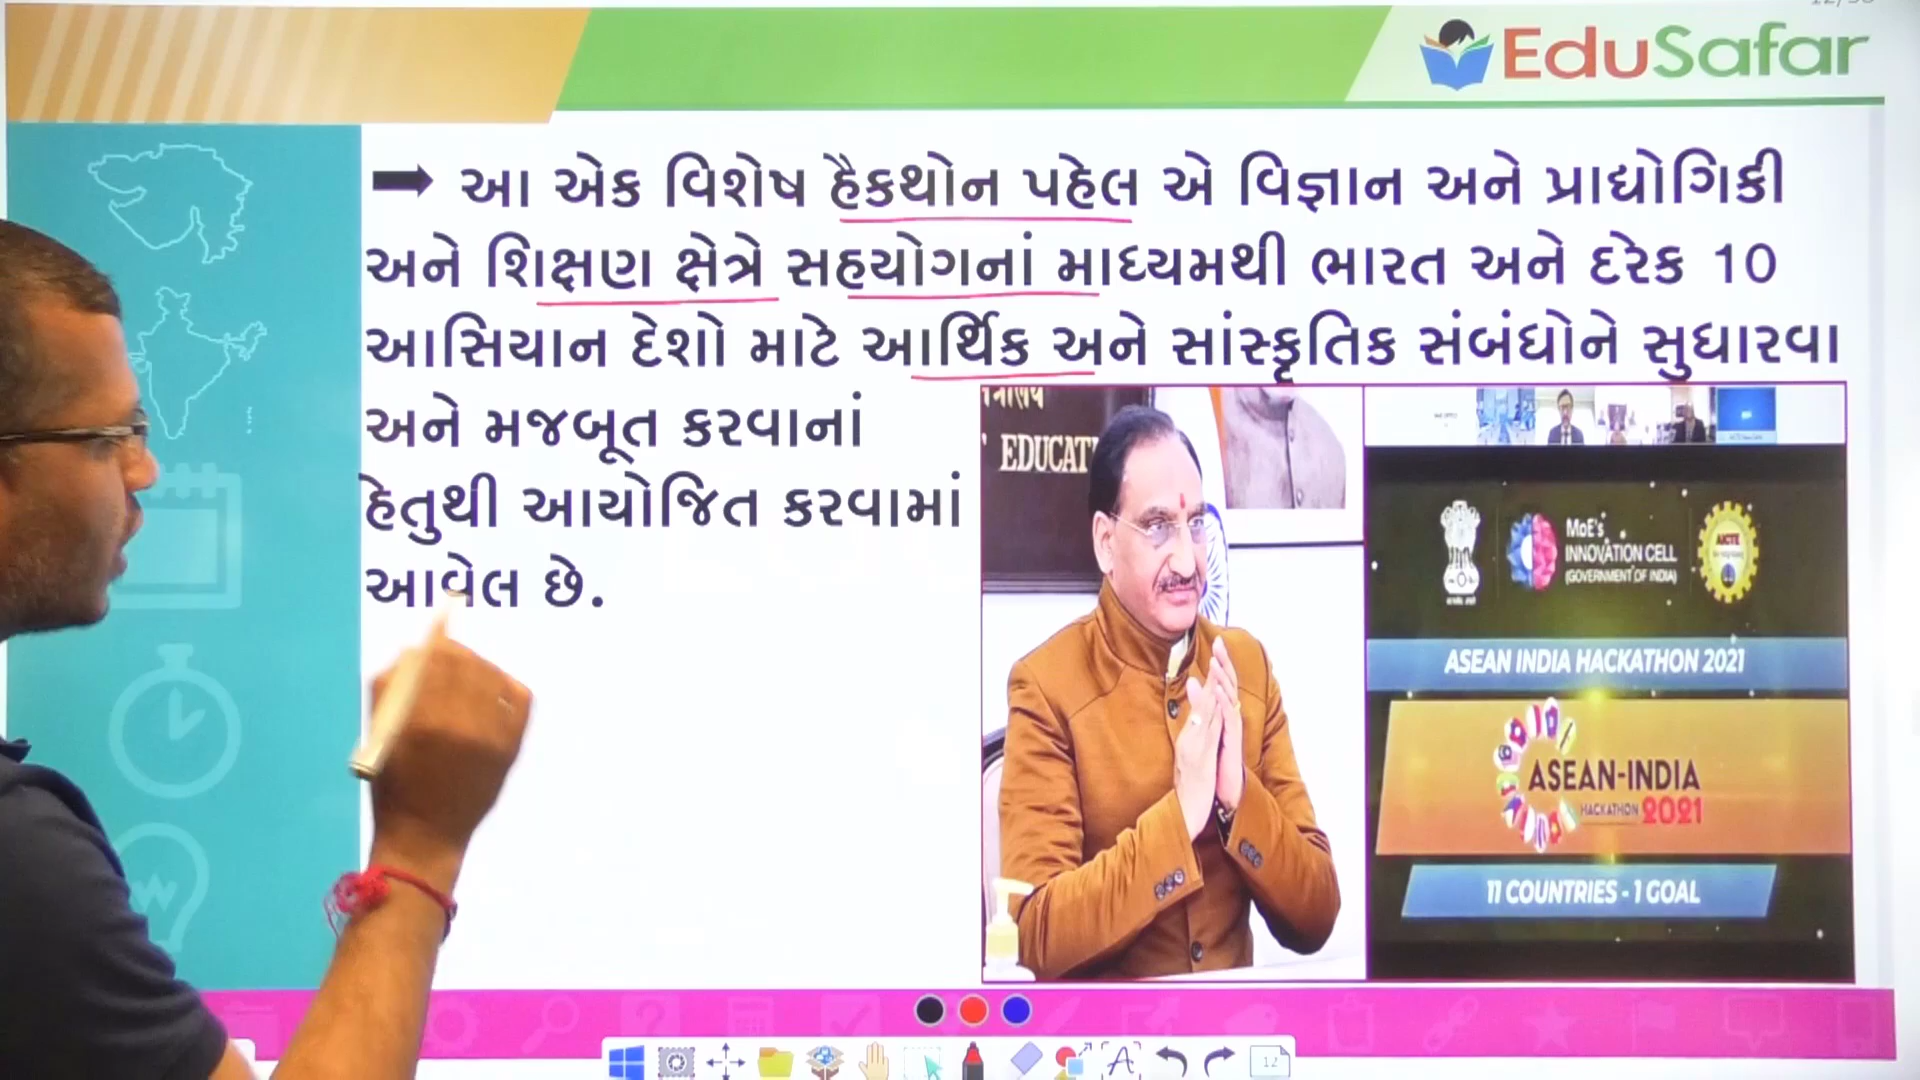 EduSafar
➡ આ એક વિશેષ હૈકથોન પહેલ એ વિજ્ઞાન અને પ્રાદ્યોગિકી
અને શિક્ષણ ક્ષેત્રે સહયોગનાં માધ્યમથી ભારત અને દરેક 10
આસિયાન દેશો માટે આર્થિક અને સાંસ્કૃતિક સંબંધોને સુધારવા
અને મજબૂત કરવાનાં
હેતુથી આયોજિત કરવામાં
આવેલ છે.
EDUCAT
MoE's
INNOVATION CELL
(GOVERNMENT OF INDIA)
AICTE
ASEAN INDIA HACKATHON 2021
ASEAN-INDIA
HACKATHON 2021
11 COUNTRIES - 1 GOAL
12